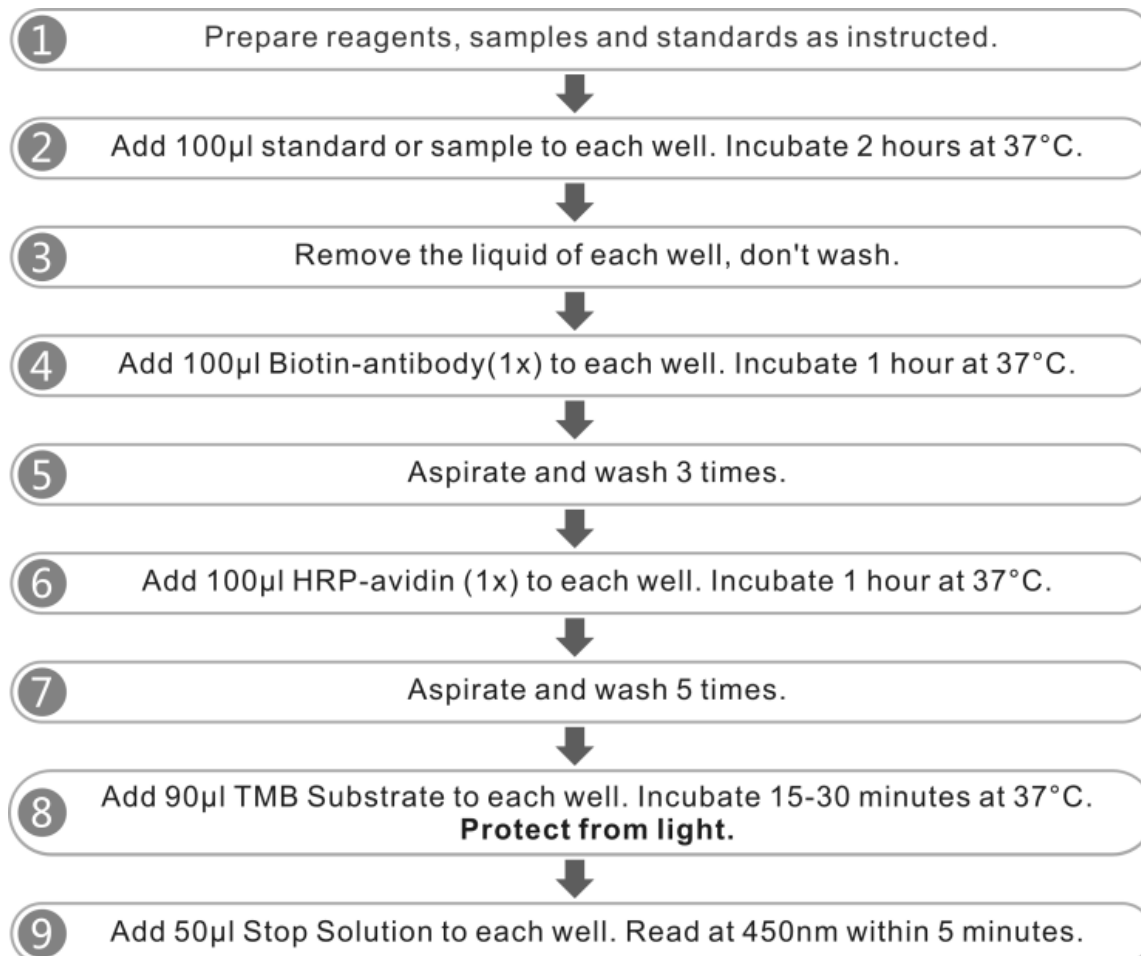 1 Prepare reagents, samples and standards as instructed.
2 Add 100µl standard or sample to each well. Incubate 2 hours at 37°C.
3 Remove the liquid of each well, don't wash.
4 Add 100µl Biotin-antibody(1x) to each well. Incubate 1 hour at 37°C.
5 Aspirate and wash 3 times.
6 Add 100µl HRP-avidin (1x) to each well. Incubate 1 hour at 37°C.
7 Aspirate and wash 5 times.
8 Add 90µl TMB Substrate to each well. Incubate 15-30 minutes at 37°C.
Protect from light.
9 Add 50µl Stop Solution to each well. Read at 450nm within 5 minutes.